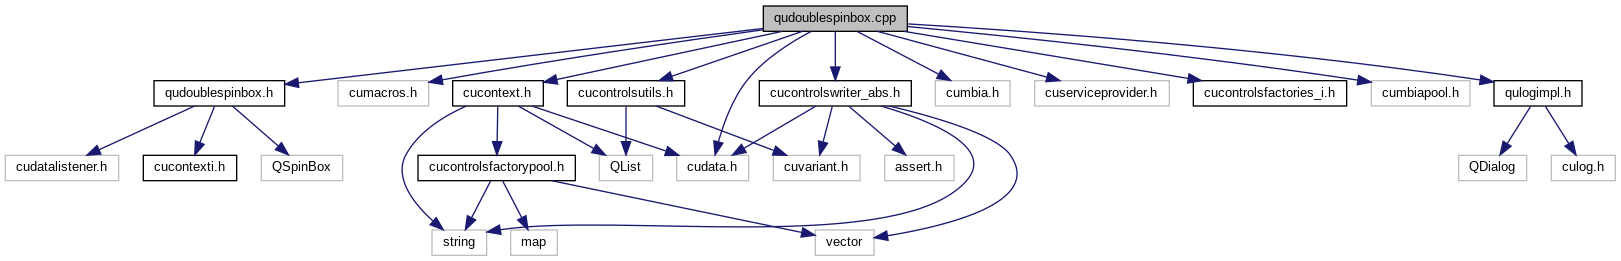 qudoublespinbox.cpp
qudoublespinbox.h
cumacros.h
cucontext.h
cucontrolsutils.h
cucontrolswriter_abs.h
cumbia.h
cuserviceprovider.h
cucontrolsfactories_i.h
cumbiapool.h
qulogimpl.h
cudatalistener.h
cucontexti.h
QSpinBox
cucontrolsfactorypool.h
QList
cudata.h
cuvariant.h
assert.h
QDialog
culog.h
string
map
vector